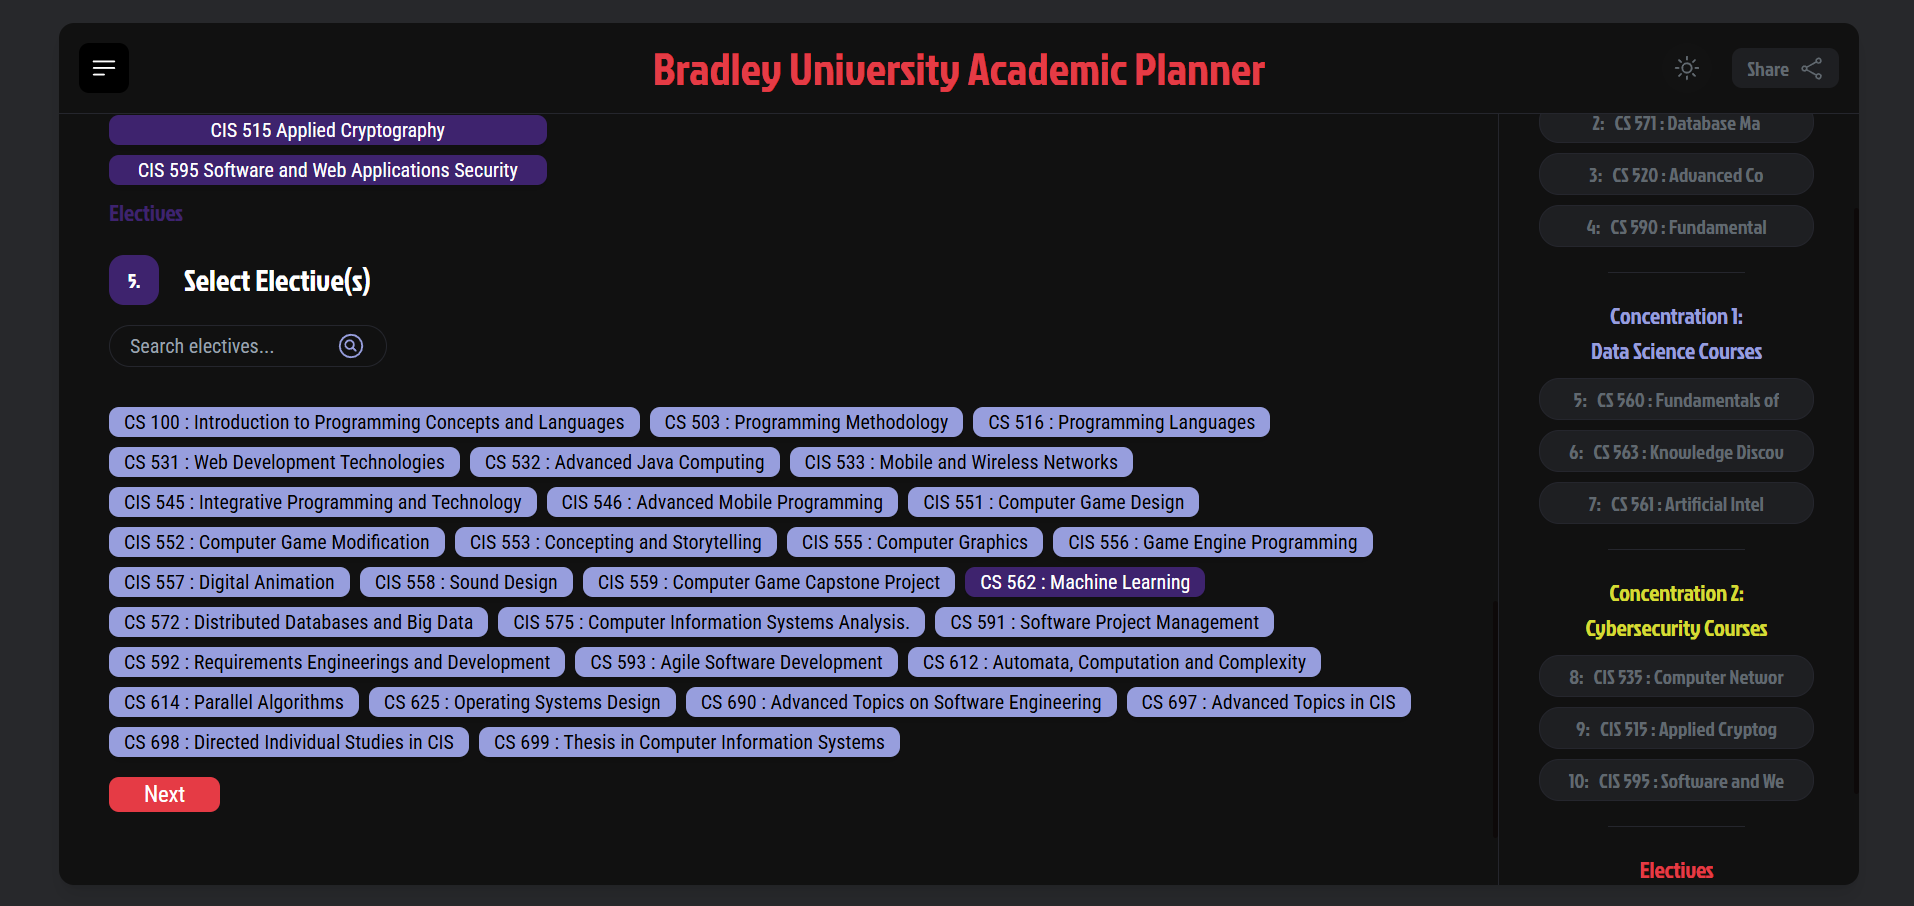 Bradley University Academic Planner
Share
CIS 515 Applied Cryptography
CIS 595 Software and Web Applications Security
Electives
5.
Select Elective(s)
Search electives...
CS 100 : Introduction to Programming Concepts and Languages
CS 503 : Programming Methodology
CS 516 : Programming Languages
CS 531 : Web Development Technologies
CS 532 : Advanced Java Computing
CIS 533 : Mobile and Wireless Networks
CIS 545 : Integrative Programming and Technology
CIS 546 : Advanced Mobile Programming
CIS 551 : Computer Game Design
CIS 552 : Computer Game Modification
CIS 553 : Concepting and Storytelling
CIS 555 : Computer Graphics
CIS 556 : Game Engine Programming
CIS 557 : Digital Animation
CIS 558 : Sound Design
CIS 559 : Computer Game Capstone Project
CS 562 : Machine Learning
CS 572 : Distributed Databases and Big Data
CIS 575 : Computer Information Systems Analysis.
CS 591 : Software Project Management
CS 592 : Requirements Engineerings and Development
CS 593 : Agile Software Development
CS 612 : Automata, Computation and Complexity
CS 614 : Parallel Algorithms
CS 625 : Operating Systems Design
CS 690 : Advanced Topics on Software Engineering
CS 697 : Advanced Topics in CIS
CS 698 : Directed Individual Studies in CIS
CS 699 : Thesis in Computer Information Systems
Next
2: CS 571 : Database Ma
3: CS 520 : Advanced Co
4: CS 590 : Fundamental
Concentration 1:
Data Science Courses
5: CS 560 : Fundamentals of
6: CS 563 : Knowledge Discov
7: CS 561 : Artificial Intel
Concentration 2:
Cybersecurity Courses
8: CIS 535 : Computer Networ
9: CIS 515 : Applied Cryptog
10: CIS 595 : Software and We
Electives